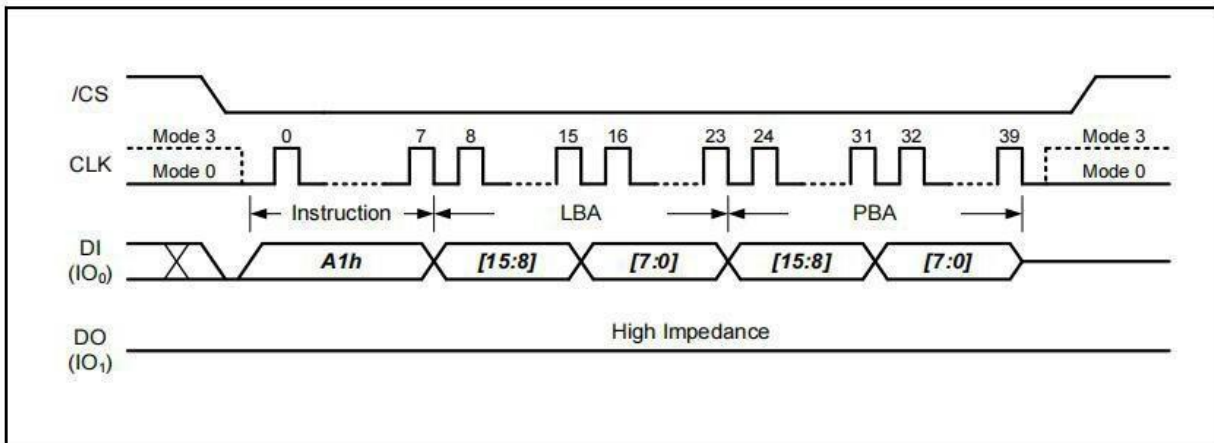 /CS
Mode 3 0 7 8 15 16 23 24 31 32 39 Mode 3
CLK
Mode 0 Mode 0
Instruction LBA PBA
DI
(IO₀)
A1h [15:8] [7:0] [15:8] [7:0]
High Impedance
DO
(IO₁)